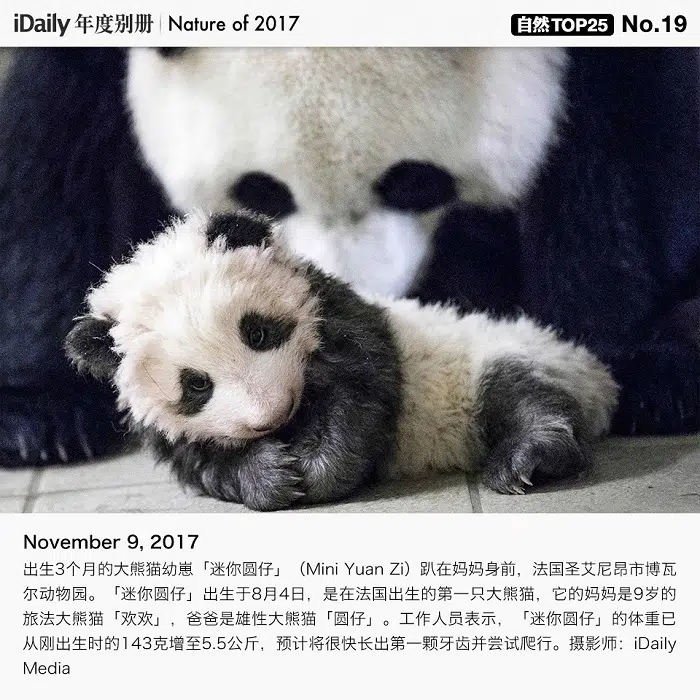 iDaily 年度别册 Nature of 2017 自然TOP25 No.19
November 9, 2017
出生3个月的大熊猫幼崽「迷你圆仔」（Mini Yuan Zi）趴在妈妈身前，法国圣艾尼昂市博瓦
尔动物园。「迷你圆仔」出生于8月4日，是在法国出生的第一只大熊猫，它的妈妈是9岁的
旅法大熊猫「欢欢」，爸爸是雄性大熊猫「圆仔」。工作人员表示，「迷你圆仔」的体重已
从刚出生时的143克增至5.5公斤，预计将很快长出第一颗牙齿并尝试爬行。摄影师：iDaily
Media